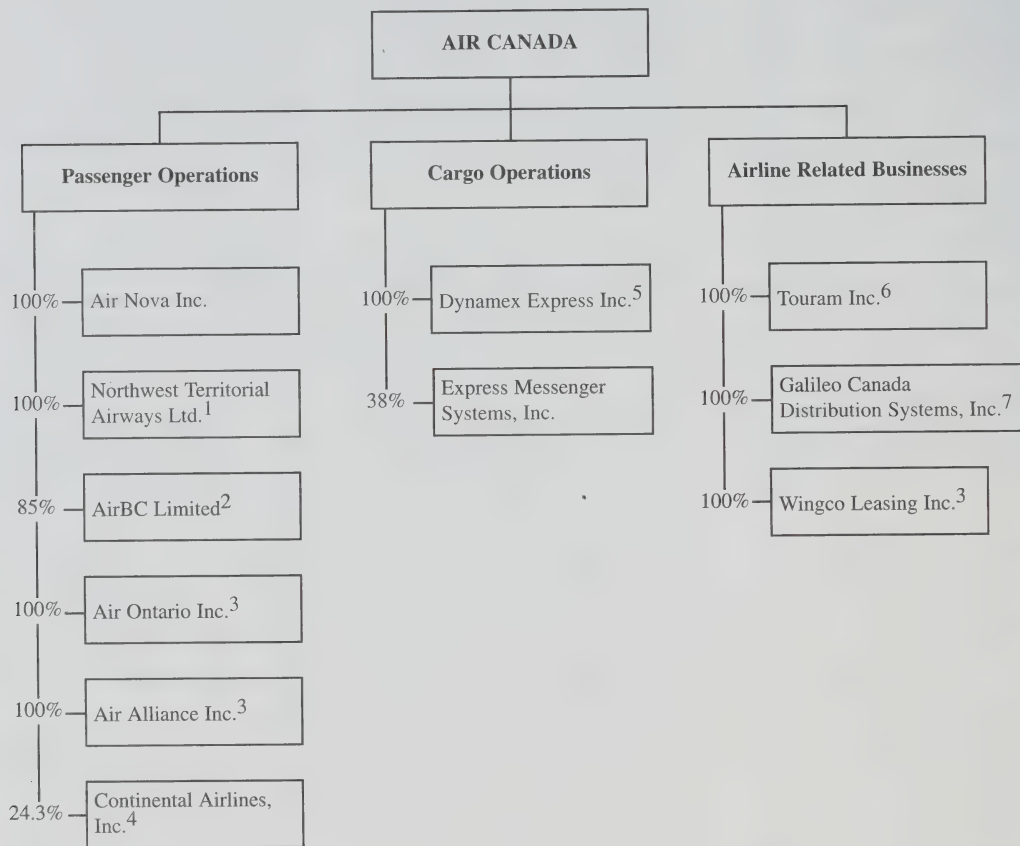 AIR CANADA
Passenger Operations
Cargo Operations
Airline Related Businesses
100%
Air Nova Inc.
100%
Northwest Territorial
Airways Ltd.1
85%
AirBC Limited2
100%
Air Ontario Inc.3
100%
Air Alliance Inc.3
24.3%
Continental Airlines,
Inc.4
100%
Dynamex Express Inc.5
38%
Express Messenger
Systems, Inc.
100%
Touram Inc.6
100%
Galileo Canada
Distribution Systems, Inc.7
100%
Wingco Leasing Inc.3